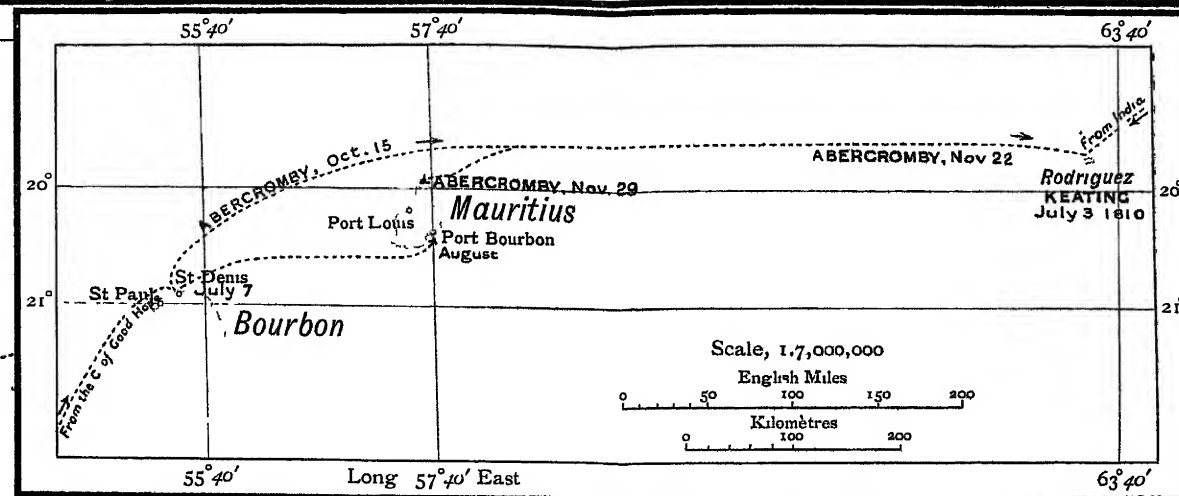 55°40′ 57°40′ 63°40′
From India
ABERCROMBY, Oct. 15
ABERCROMBY, Nov 22
20° ABERCROMBY, Nov. 29 20°
Rodriguez
KEATING
July 3 1810
Mauritius
Port Louis
Port Bourbon
August
St Denis
July 7
St Paul
21° 21°
Bourbon
From the C of Good Hope
Scale, 1.7,000,000
English Miles
0 50 100 150 200
Kilomètres
0 100 200
55°40′ Long 57°40′ East 63°40′